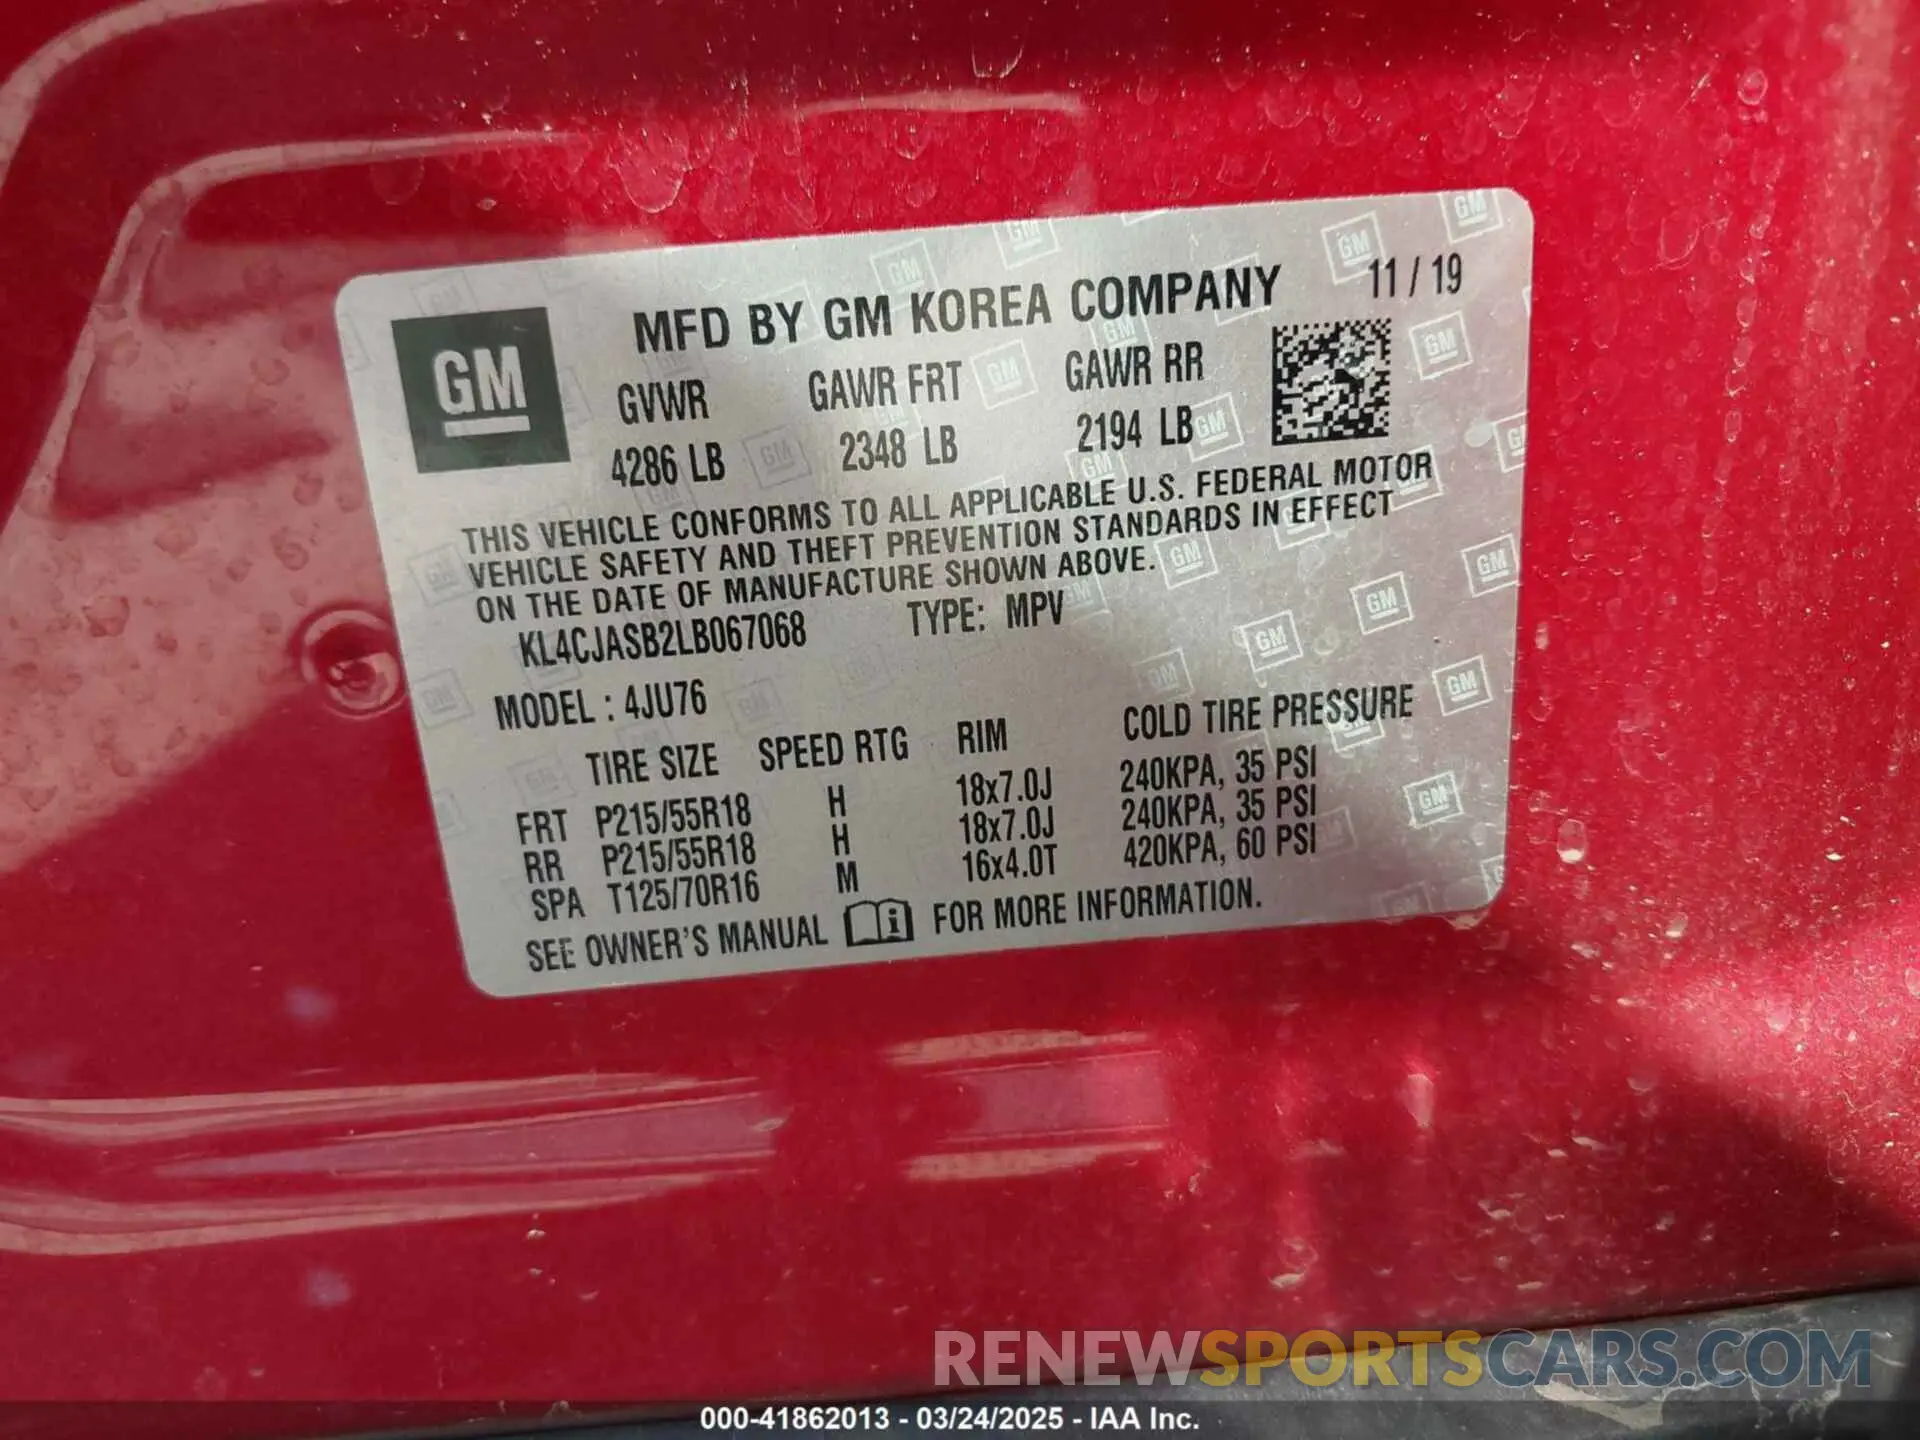 MFD BY GM KOREA COMPANY 11 / 19
GM
GVWR GAWR FRT GAWR RR
4286 LB 2348 LB 2194 LB
THIS VEHICLE CONFORMS TO ALL APPLICABLE U.S. FEDERAL MOTOR
VEHICLE SAFETY AND THEFT PREVENTION STANDARDS IN EFFECT
ON THE DATE OF MANUFACTURE SHOWN ABOVE.
KL4CJASB2LB067068 TYPE: MPV
MODEL : 4JU76
TIRE SIZE SPEED RTG RIM COLD TIRE PRESSURE
FRT P215/55R18 H 18x7.0J 240KPA, 35 PSI
RR P215/55R18 H 18x7.0J 240KPA, 35 PSI
SPA T125/70R16 M 16x4.0T 420KPA, 60 PSI
SEE OWNER'S MANUAL FOR MORE INFORMATION.
RENEWSPORTSCARS.COM
000-41862013 - 03/24/2025 - IAA Inc.